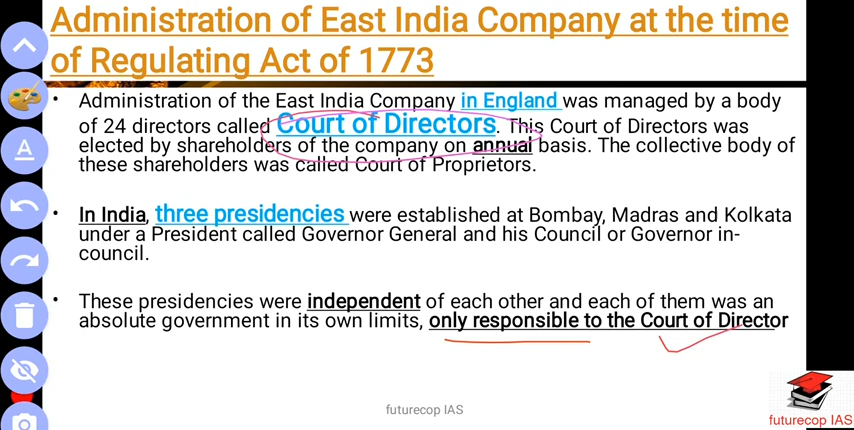 Administration of East India Company at the time
of Regulating Act of 1773
• Administration of the East India Company in England was managed by a body
of 24 directors called Court of Directors. This Court of Directors was
elected by shareholders of the company on annual basis. The collective body of
these shareholders was called Court of Proprietors.
• In India, three presidencies were established at Bombay, Madras and Kolkata
under a President called Governor General and his Council or Governor in-
council.
• These presidencies were independent of each other and each of them was an
absolute government in its own limits, only responsible to the Court of Director
futurecop IAS
futurecop IAS